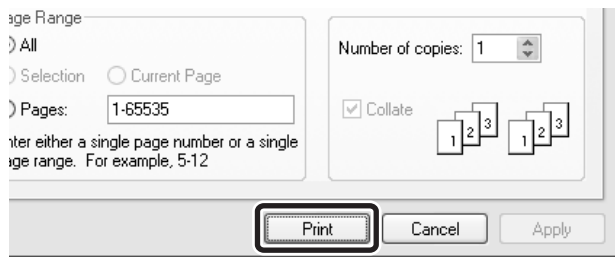 age Range
All
Selection Current Page
Pages: 1-65535
nter either a single page number or a single
age range. For example, 5-12
Number of copies: 1
Collate
1 2 3 1 2 3
Print Cancel Apply